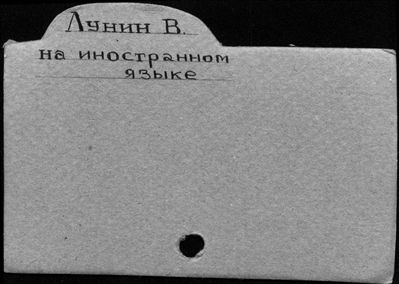 Лунин В.
на иностранном
языке